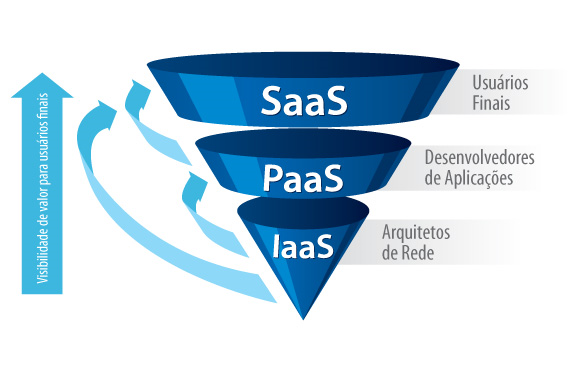 SaaS
Usuários
Finais
PaaS
Desenvolvedores
de Aplicações
IaaS
Arquitetos
de Rede
Visibilidade de valor para usuários finais